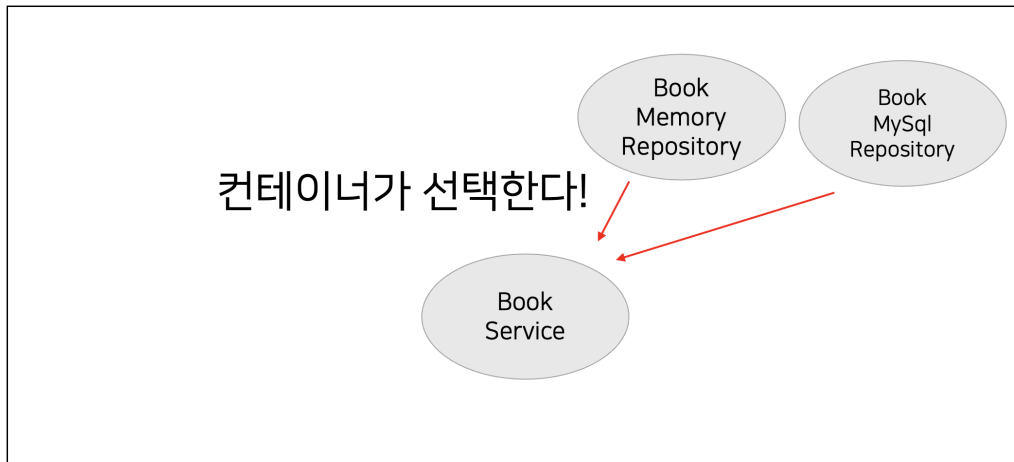 Book
Memory
Repository
Book
MySql
Repository
컨테이너가 선택한다!
Book
Service